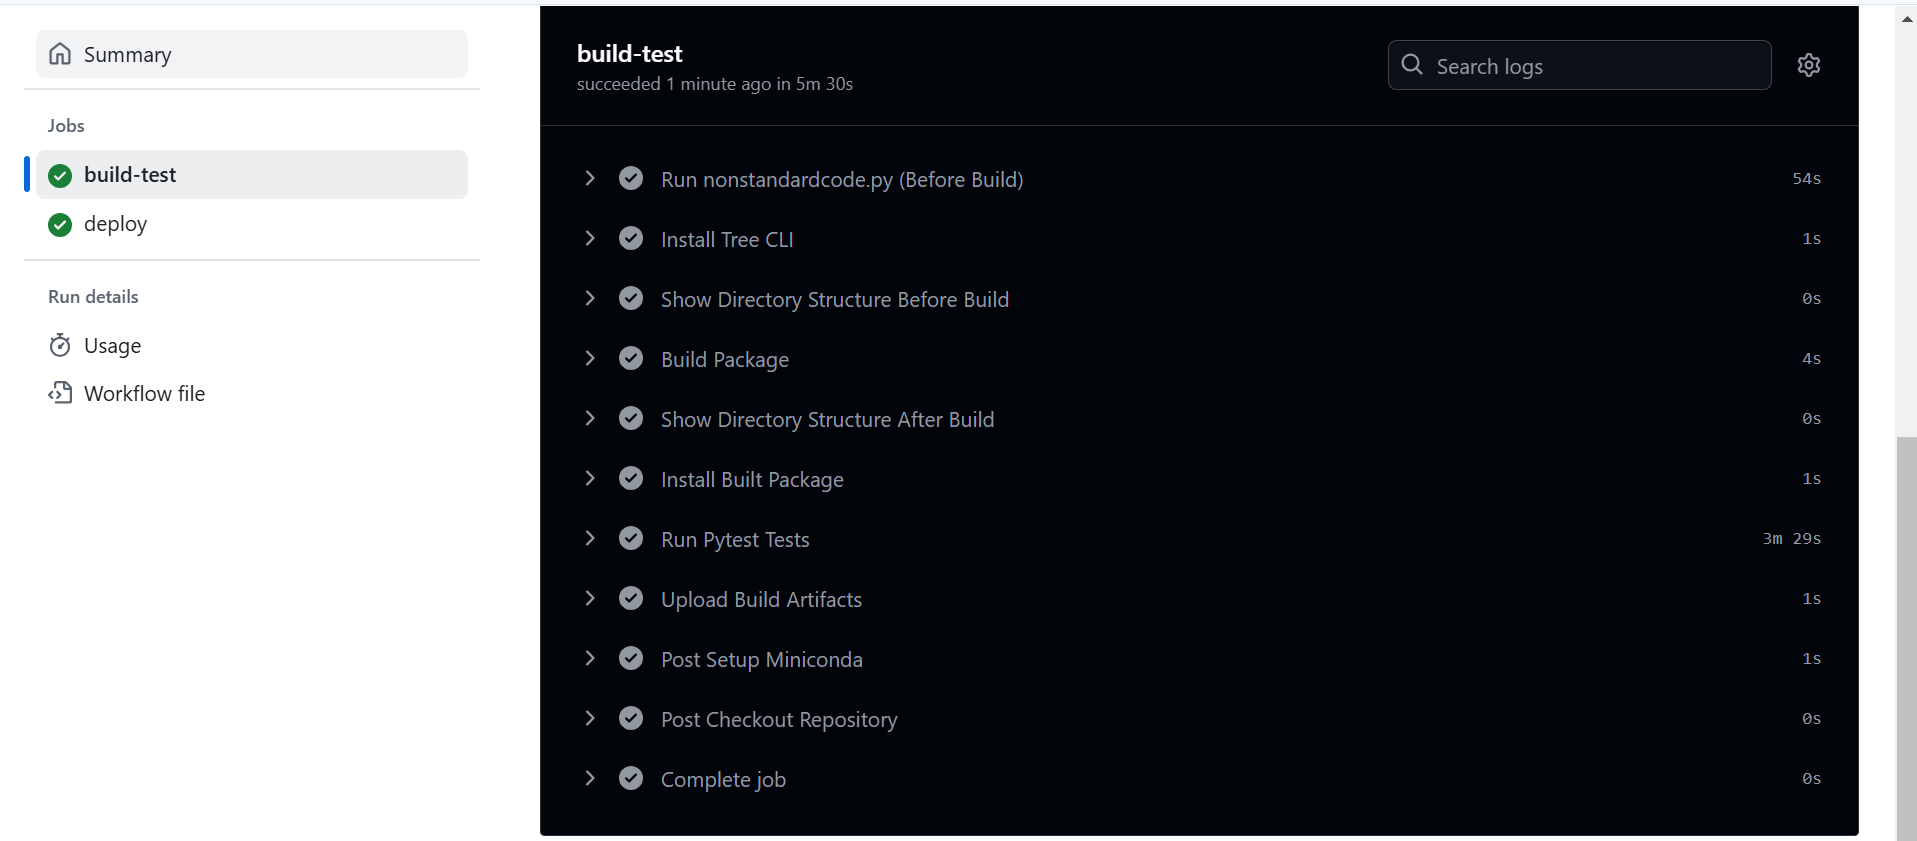 Summary
Jobs
build-test
deploy
Run details
Usage
Workflow file
build-test
succeeded 1 minute ago in 5m 30s
Search logs
Run nonstandardcode.py (Before Build) 54s
Install Tree CLI 1s
Show Directory Structure Before Build 0s
Build Package 4s
Show Directory Structure After Build 0s
Install Built Package 1s
Run Pytest Tests 3m 29s
Upload Build Artifacts 1s
Post Setup Miniconda 1s
Post Checkout Repository 0s
Complete job 0s